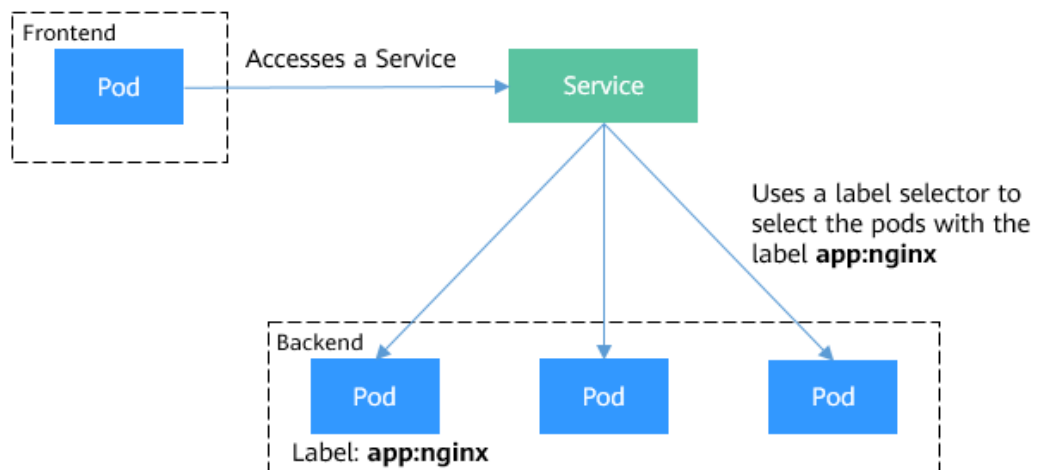 Frontend
Pod
Accesses a Service
Service
Uses a label selector to
select the pods with the
label app:nginx
Backend
Pod
Pod
Pod
Label: app:nginx